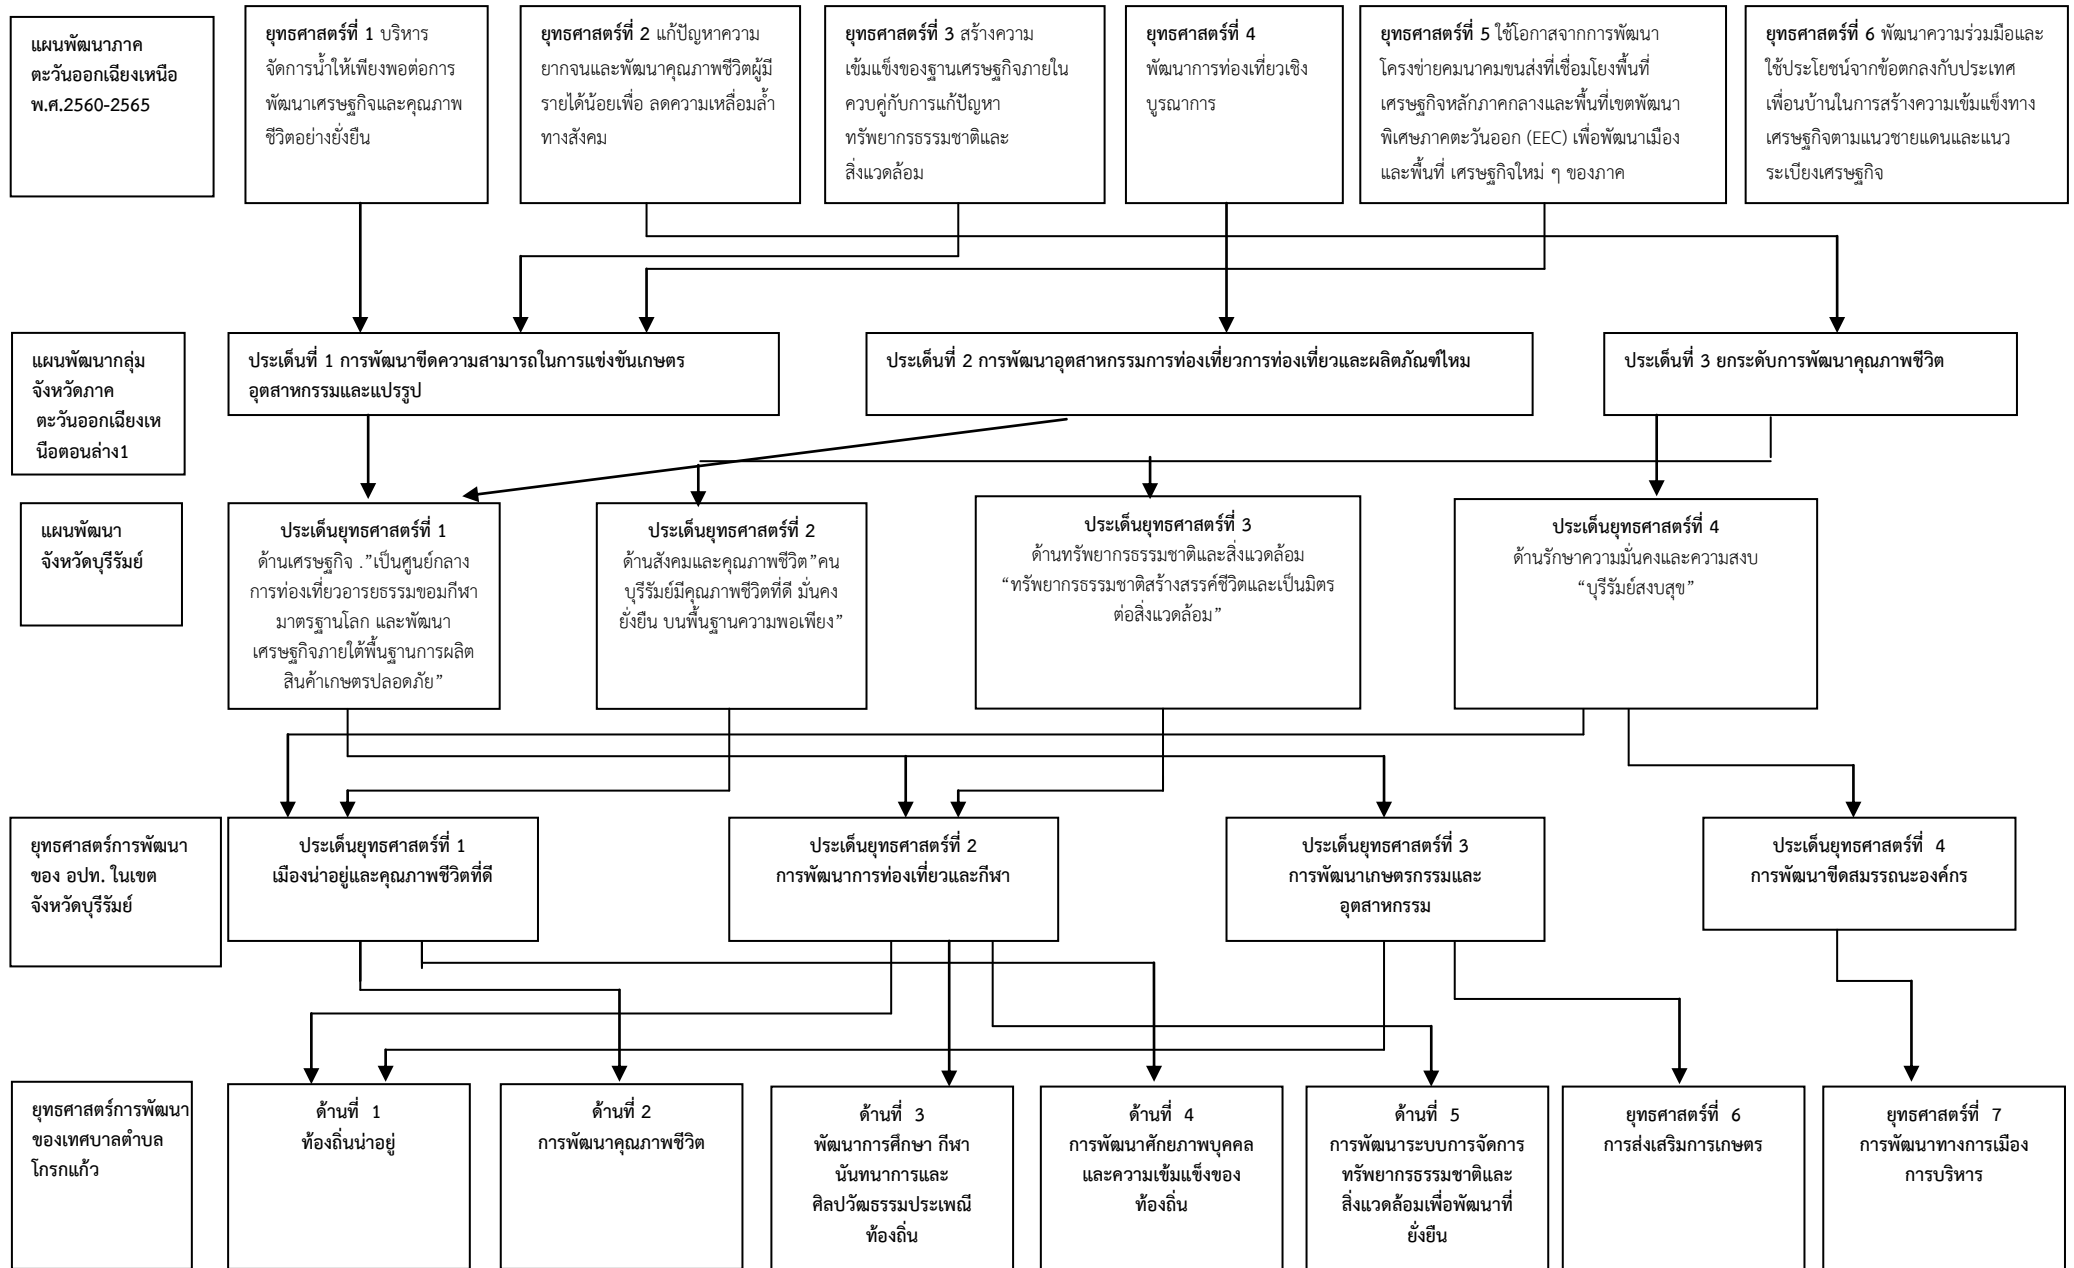 แผนพัฒนาภาค
ตะวันออกเฉียงเหนือ
พ.ศ.2560-2565
ยุทธศาสตร์ที่ 1 บริหาร
จัดการน้ำให้เพียงพอต่อการ
พัฒนาเศรษฐกิจและคุณภาพ
ชีวิตอย่างยั่งยืน
ยุทธศาสตร์ที่ 2 แก้ปัญหาความ
ยากจนและพัฒนาคุณภาพชีวิตผู้มี
รายได้น้อยเพื่อ ลดความเหลื่อมล้ำ
ทางสังคม
ยุทธศาสตร์ที่ 3 สร้างความ
เข้มแข็งของฐานเศรษฐกิจภายใน
ควบคู่กับการแก้ปัญหา
ทรัพยากรธรรมชาติและ
สิ่งแวดล้อม
ยุทธศาสตร์ที่ 4
พัฒนาการท่องเที่ยวเชิง
บูรณาการ
ยุทธศาสตร์ที่ 5 ใช้โอกาสจากการพัฒนา
โครงข่ายคมนาคมขนส่งที่เชื่อมโยงพื้นที่
เศรษฐกิจหลักภาคกลางและพื้นที่เขตพัฒนา
พิเศษภาคตะวันออก (EEC) เพื่อพัฒนาเมือง
และพื้นที่ เศรษฐกิจใหม่ ๆ ของภาค
ยุทธศาสตร์ที่ 6 พัฒนาความร่วมมือและ
ใช้ประโยชน์จากข้อตกลงกับประเทศ
เพื่อนบ้านในการสร้างความเข้มแข็งทาง
เศรษฐกิจตามแนวชายแดนและแนว
ระเบียงเศรษฐกิจ
แผนพัฒนากลุ่ม
จังหวัดภาค
ตะวันออกเฉียงเห
นือตอนล่าง1
ประเด็นที่ 1 การพัฒนาขีดความสามารถในการแข่งขันเกษตร
อุตสาหกรรมและแปรรูป
ประเด็นที่ 2 การพัฒนาอุตสาหกรรมการท่องเที่ยวการท่องเที่ยวและผลิตภัณฑ์ไหม
ประเด็นที่ 3 ยกระดับการพัฒนาคุณภาพชีวิต
แผนพัฒนา
จังหวัดบุรีรัมย์
ประเด็นยุทธศาสตร์ที่ 1
ด้านเศรษฐกิจ .”เป็นศูนย์กลาง
การท่องเที่ยวอารยธรรมขอมกีฬา
มาตรฐานโลก และพัฒนา
เศรษฐกิจภายใต้พื้นฐานการผลิต
สินค้าเกษตรปลอดภัย”
ประเด็นยุทธศาสตร์ที่ 2
ด้านสังคมและคุณภาพชีวิต”คน
บุรีรัมย์มีคุณภาพชีวิตที่ดี มั่นคง
ยั่งยืน บนพื้นฐานความพอเพียง”
ประเด็นยุทธศาสตร์ที่ 3
ด้านทรัพยากรธรรมชาติและสิ่งแวดล้อม
“ทรัพยากรธรรมชาติสร้างสรรค์ชีวิตและเป็นมิตร
ต่อสิ่งแวดล้อม”
ประเด็นยุทธศาสตร์ที่ 4
ด้านรักษาความมั่นคงและความสงบ
“บุรีรัมย์สงบสุข”
ยุทธศาสตร์การพัฒนา
ของ อปท. ในเขต
จังหวัดบุรีรัมย์
ประเด็นยุทธศาสตร์ที่ 1
เมืองน่าอยู่และคุณภาพชีวิตที่ดี
ประเด็นยุทธศาสตร์ที่ 2
การพัฒนาการท่องเที่ยวและกีฬา
ประเด็นยุทธศาสตร์ที่ 3
การพัฒนาเกษตรกรรมและ
อุตสาหกรรม
ประเด็นยุทธศาสตร์ที่ 4
การพัฒนาขีดสมรรถนะองค์กร
ยุทธศาสตร์การพัฒนา
ของเทศบาลตำบล
โกรกแก้ว
ด้านที่ 1
ท้องถิ่นน่าอยู่
ด้านที่ 2
การพัฒนาคุณภาพชีวิต
ด้านที่ 3
พัฒนาการศึกษา กีฬา
นันทนาการและ
ศิลปวัฒธรรมประเพณี
ท้องถิ่น
ด้านที่ 4
การพัฒนาศักยภาพบุคคล
และความเข้มแข็งของ
ท้องถิ่น
ด้านที่ 5
การพัฒนาระบบการจัดการ
ทรัพยากรธรรมชาติและ
สิ่งแวดล้อมเพื่อพัฒนาที่
ยั่งยืน
ยุทธศาสตร์ที่ 6
การส่งเสริมการเกษตร
ยุทธศาสตร์ที่ 7
การพัฒนาทางการเมือง
การบริหาร